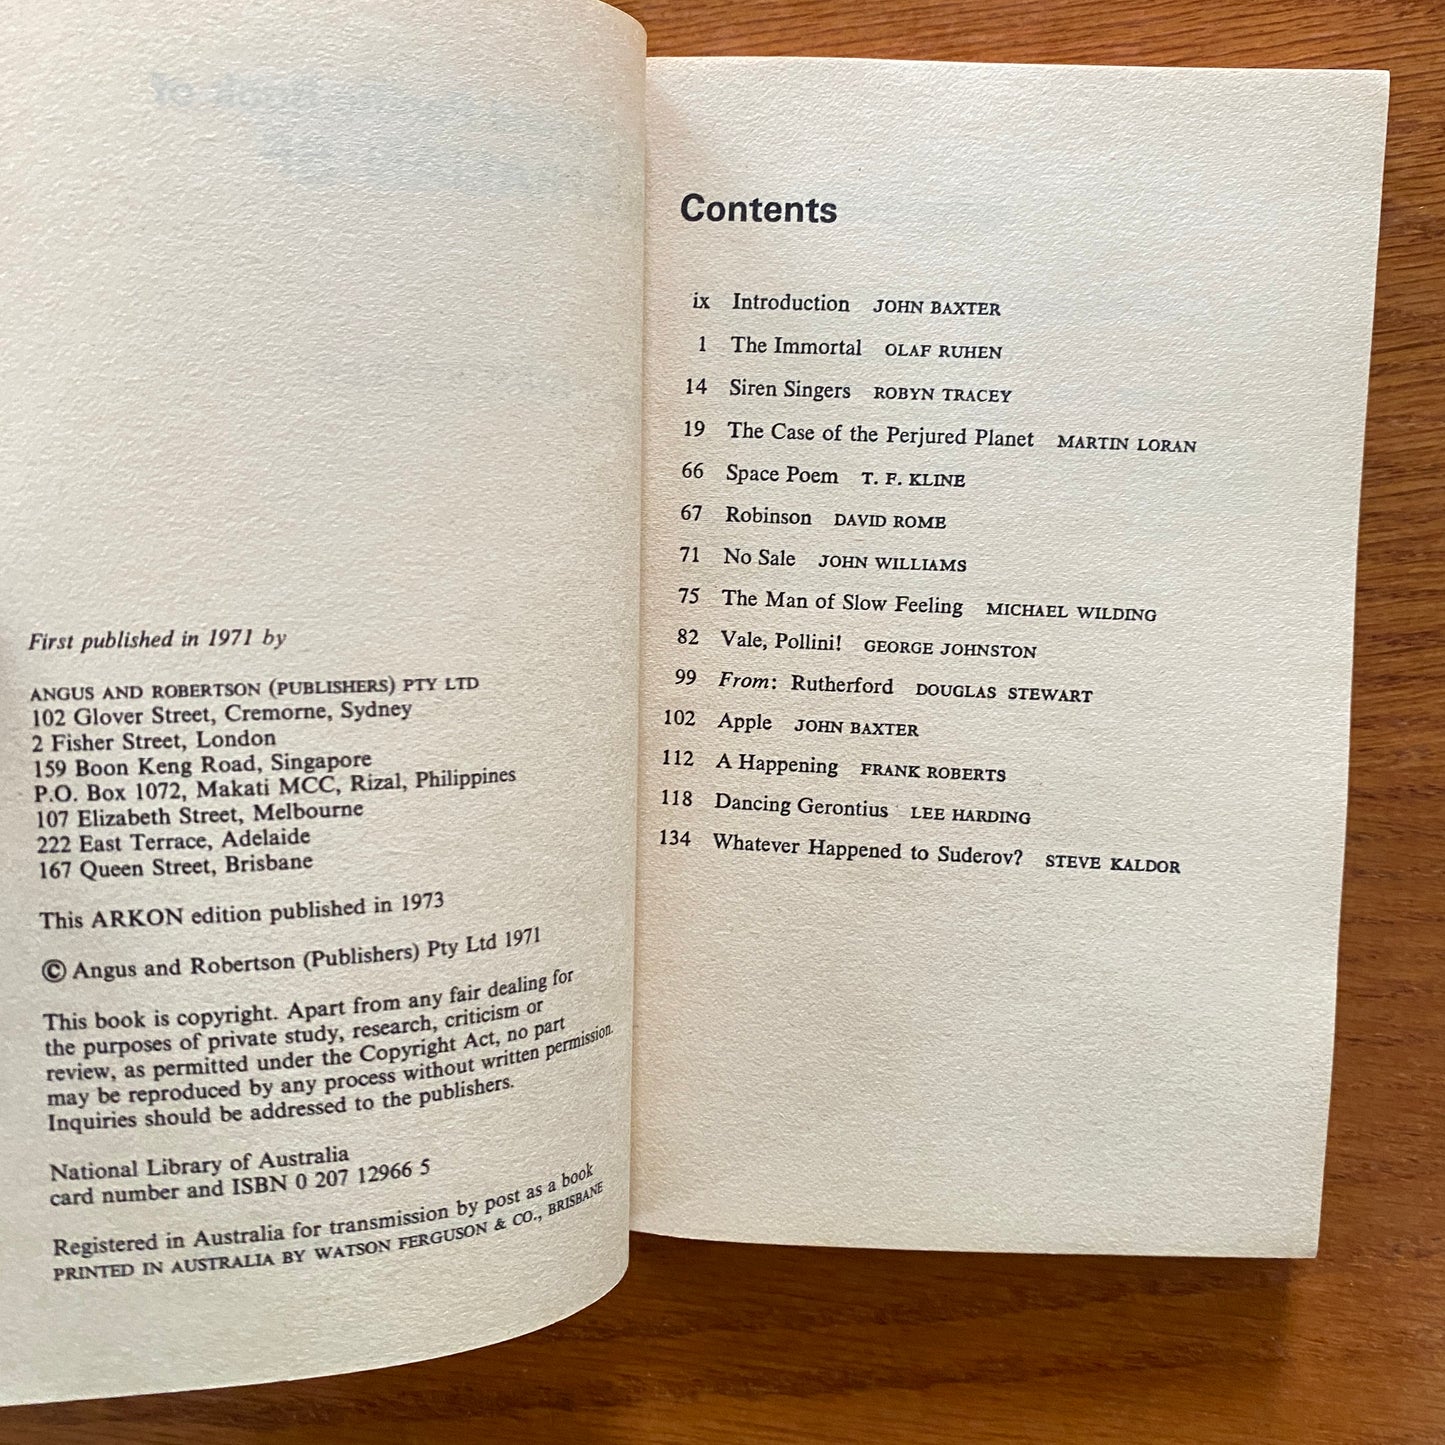 First published in 1971 by
ANGUS AND ROBERTSON (PUBLISHERS) PTY LTD
102 Glover Street, Cremorne, Sydney
2 Fisher Street, London
159 Boon Keng Road, Singapore
P.O. Box 1072, Makati MCC, Rizal, Philippines
107 Elizabeth Street, Melbourne
222 East Terrace, Adelaide
167 Queen Street, Brisbane
This ARKON edition published in 1973
© Angus and Robertson (Publishers) Pty Ltd 1971
This book is copyright. Apart from any fair dealing for
the purposes of private study, research, criticism or
review, as permitted under the Copyright Act, no part
may be reproduced by any process without written permission.
Inquiries should be addressed to the publishers.
National Library of Australia
card number and ISBN 0 207 12966 5
Registered in Australia for transmission by post as a book
PRINTED IN AUSTRALIA BY WATSON FERGUSON & CO., BRISBANE
Contents
ix Introduction JOHN BAXTER
1 The Immortal OLAF RUHEN
14 Siren Singers ROBYN TRACEY
19 The Case of the Perjured Planet MARTIN LORAN
66 Space Poem T. F. KLINE
67 Robinson DAVID ROME
71 No Sale JOHN WILLIAMS
75 The Man of Slow Feeling MICHAEL WILDING
82 Vale, Pollini! GEORGE JOHNSTON
99 From: Rutherford DOUGLAS STEWART
102 Apple JOHN BAXTER
112 A Happening FRANK ROBERTS
118 Dancing Gerontius LEE HARDING
134 Whatever Happened to Suderov? STEVE KALDOR